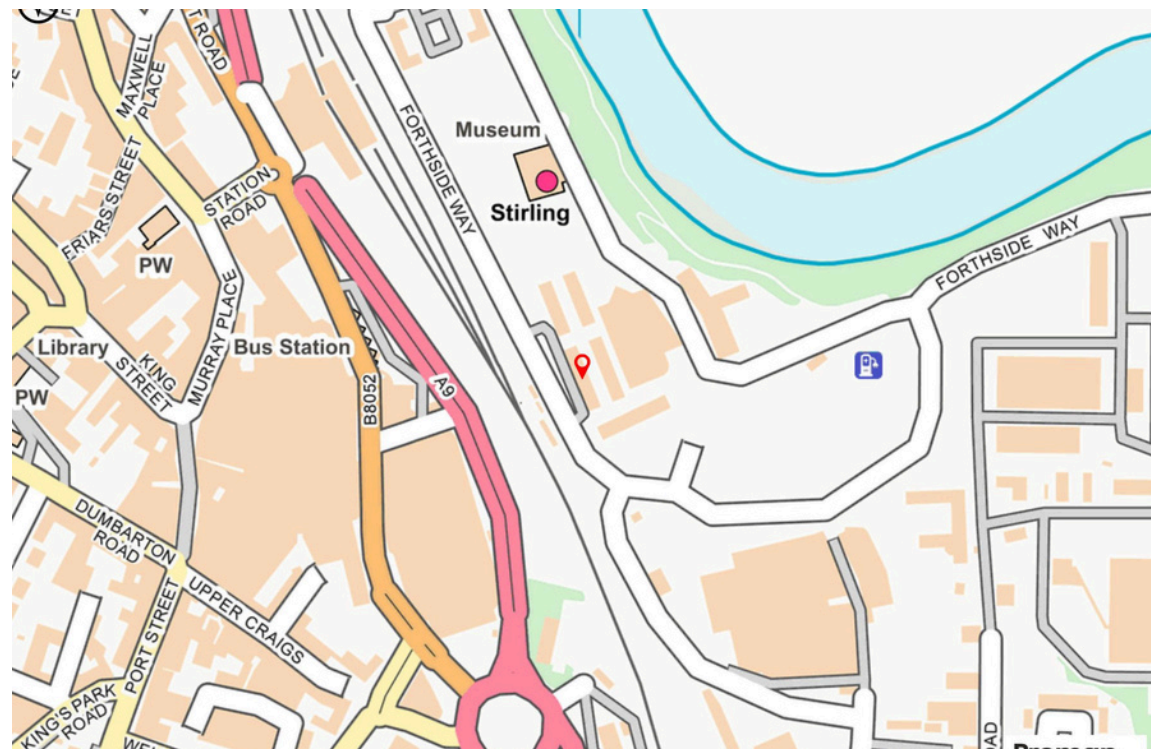 T ROAD
MAXWELL
PLACE
FORTHSIDE WAY
Museum
Stirling
FRIARS STREET
STATION
ROAD
PW
MURRAY PLACE
FORTHSIDE WAY
Library
Bus Station
KING
STREET
PW
B8052
A9
DUMBARTON
ROAD
UPPER CRAIGS
PORT STREET
KING'S PARK
ROAD